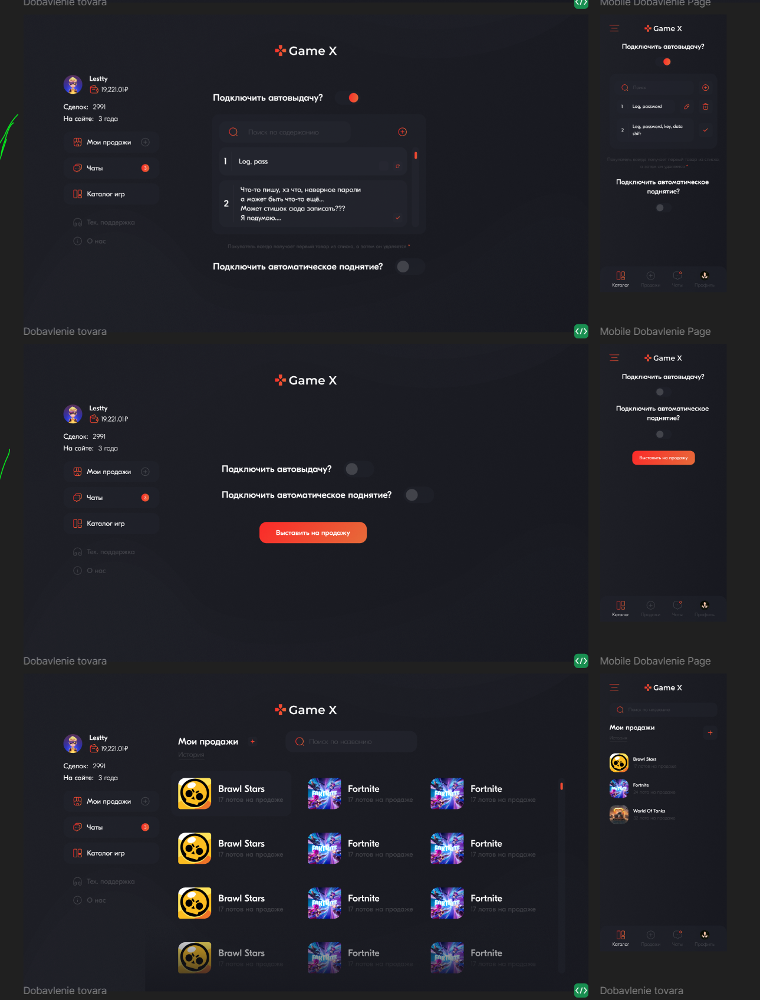 Dobavlenie tovara
Mobile Dobavlenie Page
Game X
Lestty
19,221.01₽
Сделок: 2991
На сайте: 3 года
Мои продажи
Чаты
3
Каталог игр
Тех. поддержка
О нас
Подключить автовыдачу?
Поиск по содержанию
1
Log, pass
2
Что-то пишу, хз что, наверное пароли
а может быть что-то ещё...
Может стишок сюда записать???
Я подумаю....
Покупатель всегда получает первый товар из списка, а затем он удаляется *
Подключить автоматическое поднятие?
Game X
Подключить автовыдачу?
Поиск
1
Log, password
2
Log, password, key, data
shifr
Покупатель всегда получает первый товар из списка,
а затем он удаляется *
Подключить автоматическое
поднятие?
Каталог
Продажи
Чаты
Профиль
Dobavlenie tovara
Mobile Dobavlenie Page
Game X
Lestty
19,221.01₽
Сделок: 2991
На сайте: 3 года
Мои продажи
Чаты
3
Каталог игр
Тех. поддержка
О нас
Подключить автовыдачу?
Подключить автоматическое поднятие?
Выставить на продажу
Game X
Подключить автовыдачу?
Подключить автоматическое
поднятие?
Выставить на продажу
Каталог
Продажи
Чаты
Профиль
Dobavlenie tovara
Mobile Dobavlenie Page
Game X
Lestty
19,221.01₽
Сделок: 2991
На сайте: 3 года
Мои продажи
Чаты
3
Каталог игр
Тех. поддержка
О нас
Мои продажи
История
Поиск по названию
Brawl Stars
17 лотов на продаже
Fortnite
17 лотов на продаже
Fortnite
17 лотов на продаже
Brawl Stars
17 лотов на продаже
Fortnite
17 лотов на продаже
Fortnite
17 лотов на продаже
Brawl Stars
17 лотов на продаже
Fortnite
17 лотов на продаже
Fortnite
17 лотов на продаже
Brawl Stars
17 лотов на продаже
Fortnite
17 лотов на продаже
Fortnite
17 лотов на продаже
Game X
Поиск по названию
Мои продажи
История
Brawl Stars
17 лотов на продаже
Fortnite
34 лота на продаже
World Of Tanks
32 лота на продаже
Каталог
Продажи
Чаты
Профиль
Dobavlenie tovara
Dobavlenie tovara